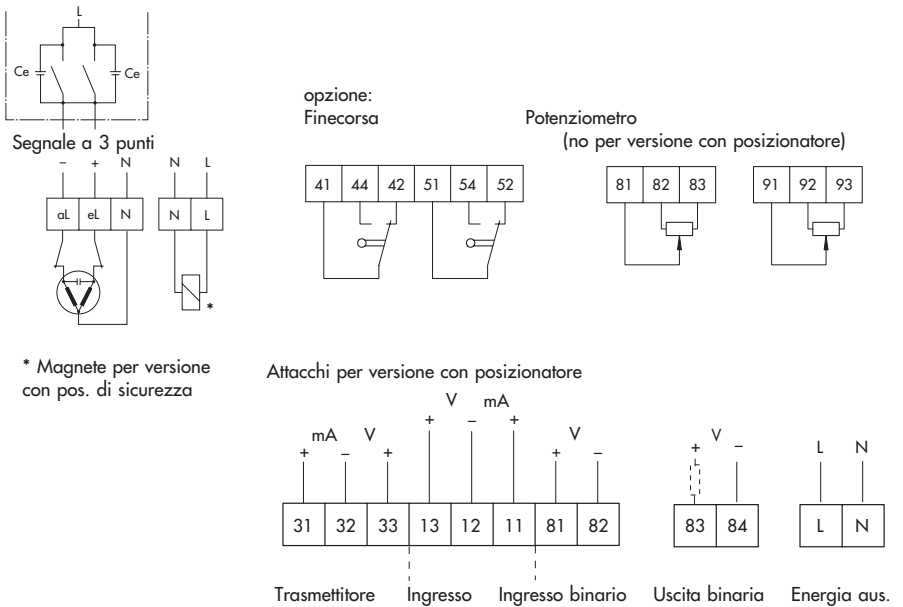 L
Ce Ce
Segnale a 3 punti
– + N N L
aL eL N N L
*
* Magnete per versione
con pos. di sicurezza
opzione:
Finecorsa
41 44 42 51 54 52
Potenziometro
(no per versione con posizionatore)
81 82 83 91 92 93
Attacchi per versione con posizionatore
V mA
+ – +
mA V V
+ – + + –
31 32 33 13 12 11 81 82
Trasmettitore Ingresso Ingresso binario
V
+ –
83 84
Uscita binaria
L N
L N
Energia aus.